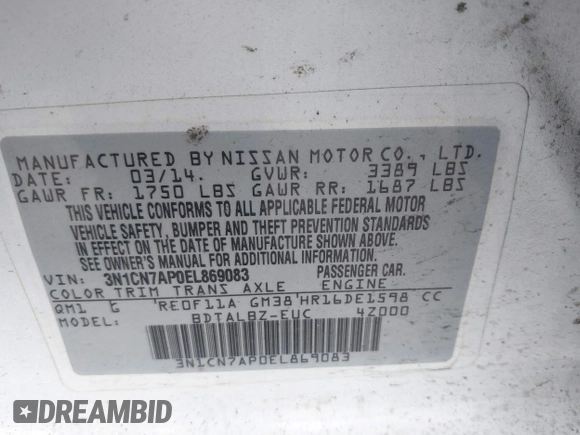 MANUFACTURED BY NISSAN MOTOR CO., LTD.
DATE: 03/14. GVWR: 3389 LBS
GAWR FR: 1750 LBS GAWR RR: 1687 LBS
THIS VEHICLE CONFORMS TO ALL APPLICABLE FEDERAL MOTOR
VEHICLE SAFETY, BUMPER AND THEFT PREVENTION STANDARDS
IN EFFECT ON THE DATE OF MANUFACTURE SHOWN ABOVE.
SEE OWNER'S MANUAL FOR ADDITIONAL INFORMATION.
VIN: 3N1CN7AP0EL869083 PASSENGER CAR.
COLOR TRIM TRANS AXLE ENGINE
QM1 G RE0F11A GM38 HR16DE1598 CC
MODEL: BDTALBZ-EUC 4Z000
3N1CN7AP0EL869083
DREAMBID